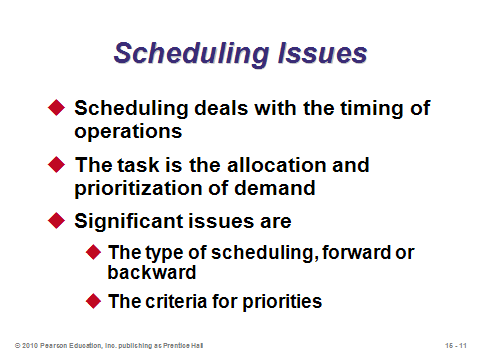 Scheduling Issues
Scheduling deals with the timing of
operations
The task is the allocation and
prioritization of demand
Significant issues are
The type of scheduling, forward or
backward
The criteria for priorities
© 2010 Pearson Education, Inc. publishing as Prentice Hall
15 - 11